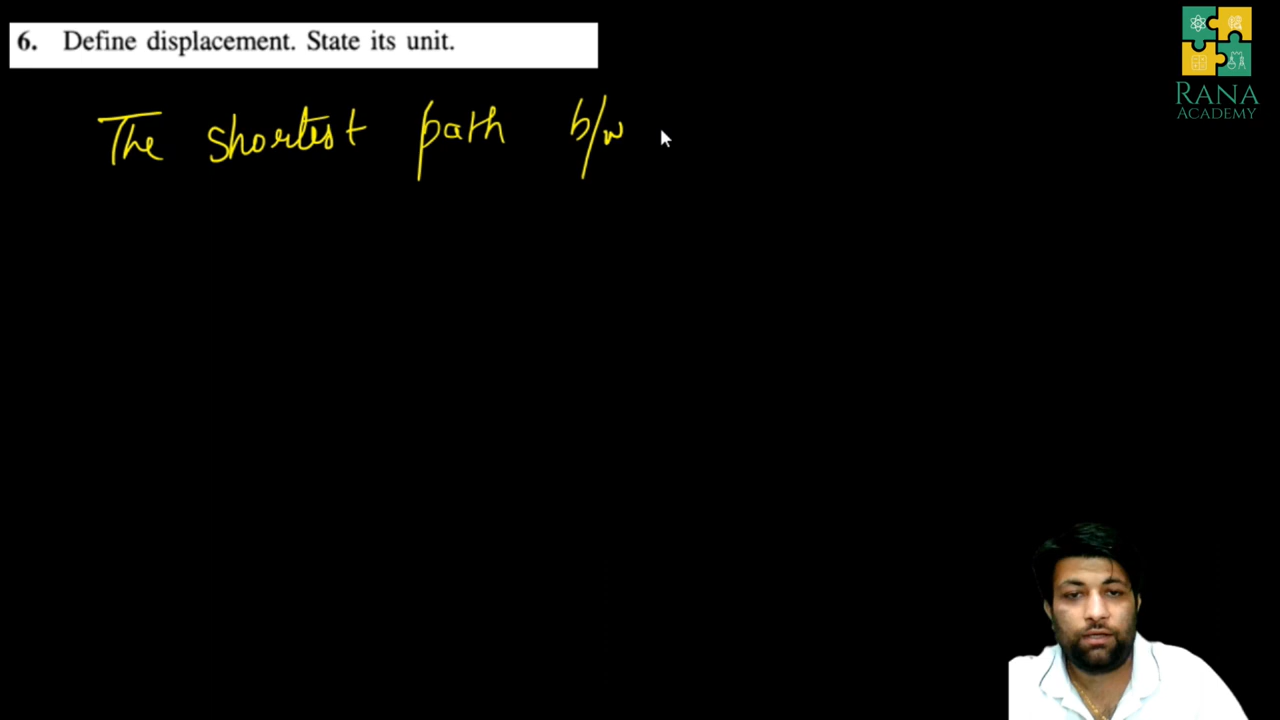 6. Define displacement. State its unit.
The shortest path b/w
RANA
ACADEMY